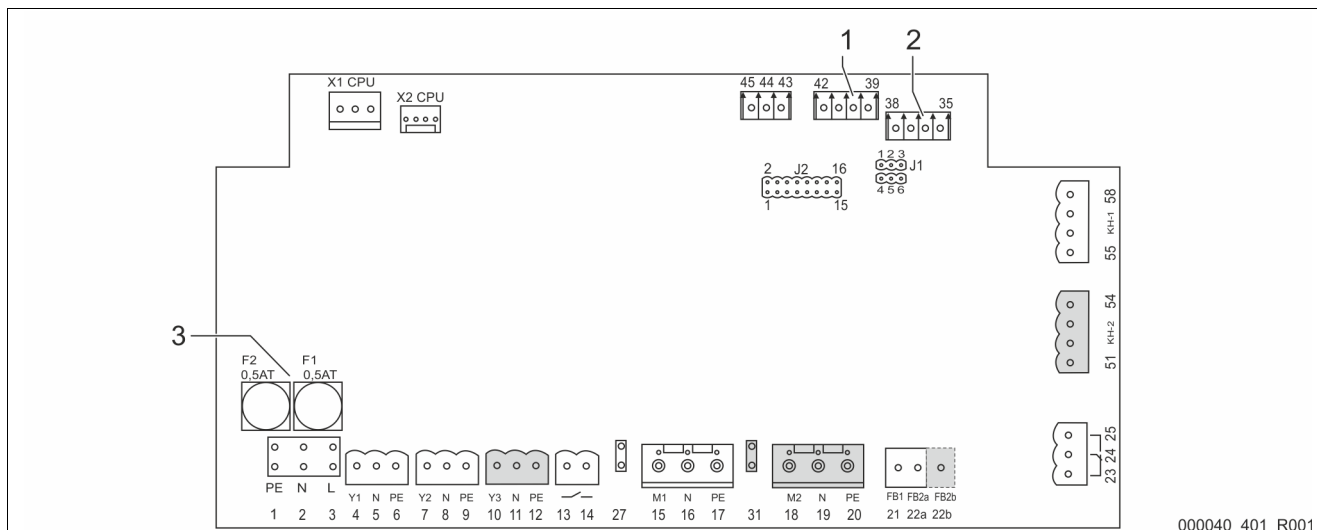 1
2
X1 CPU
X2 CPU
45 44 43
42 39
38 35
1 2 3
J1
4 5 6
2 J2 16
1 15
58
KH-1
55
54
KH-2
51
3
F2 F1
0,5AT 0,5AT
25
24
23
PE N L
Y1 N PE Y2 N PE Y3 N PE M1 N PE M2 N PE FB1 FB2a FB2b
1 2 3 4 5 6 7 8 9 10 11 12 13 14 27 15 16 17 31 18 19 20 21 22a 22b
000040_401_R001